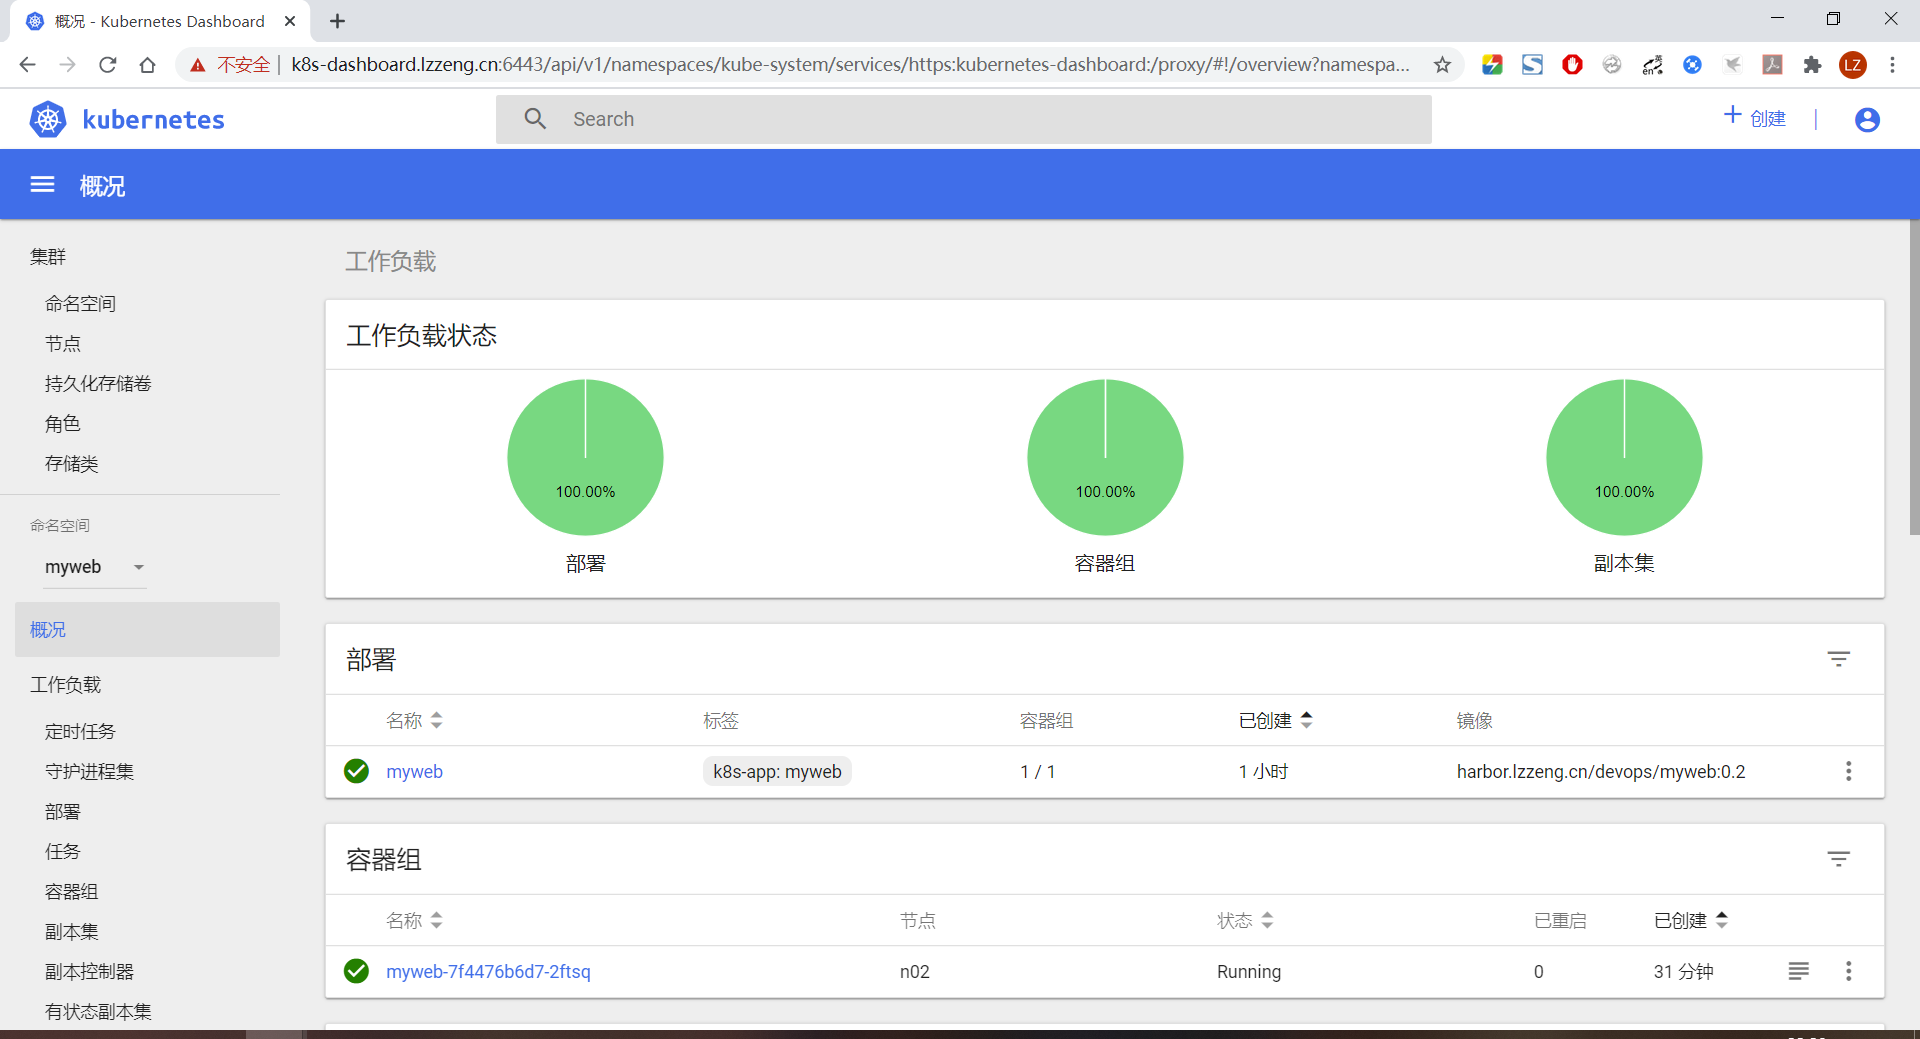 概况 - Kubernetes Dashboard
不安全 | k8s-dashboard.lzzeng.cn:6443/api/v1/namespaces/kube-system/services/https:kubernetes-dashboard:/proxy/#!/overview?namespa...
LZ
kubernetes
Search
创建
概况
集群
命名空间
节点
持久化存储卷
角色
存储类
命名空间
myweb
概况
工作负载
定时任务
守护进程集
部署
任务
容器组
副本集
副本控制器
有状态副本集
工作负载
工作负载状态
100.00% 100.00% 100.00%
部署 容器组 副本集
部署
名称 标签 容器组 已创建 镜像
myweb k8s-app: myweb 1 / 1 1 小时 harbor.lzzeng.cn/devops/myweb:0.2
容器组
名称 节点 状态 已重启 已创建
myweb-7f4476b6d7-2ftsq n02 Running 0 31 分钟